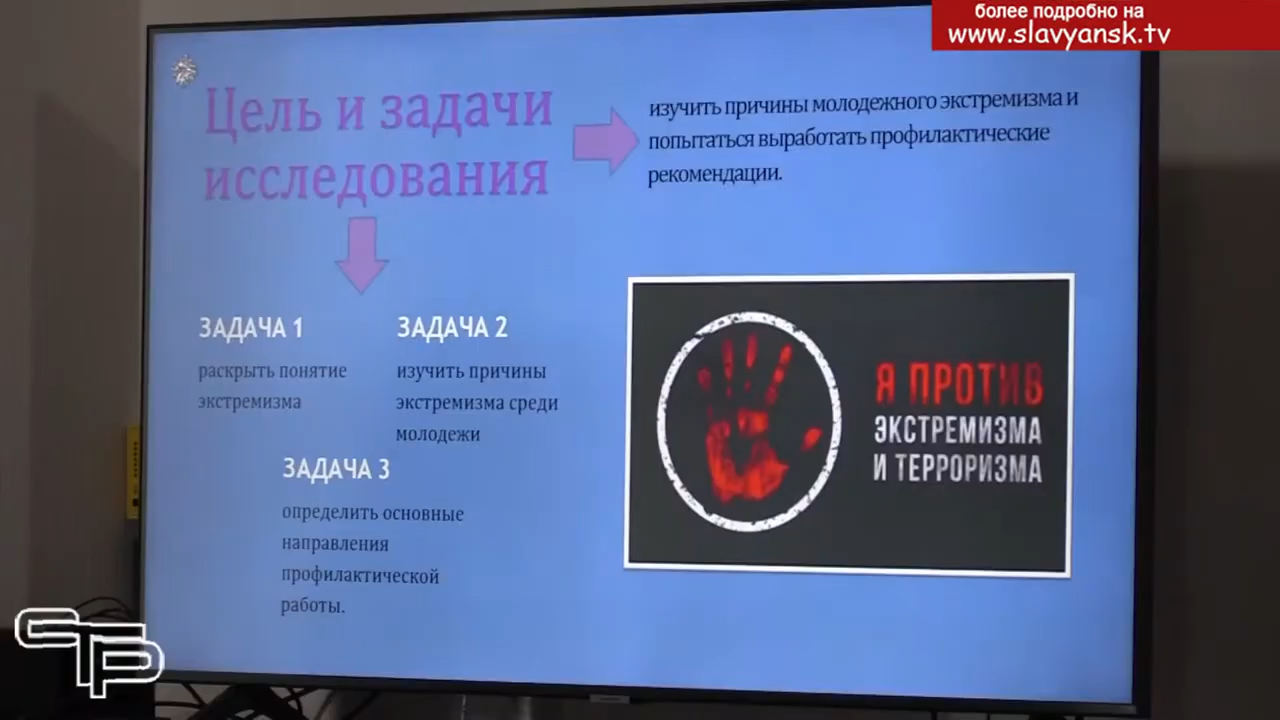 более подробно на
www.slavyansk.tv
Цель и задачи
исследования
изучить причины молодежного экстремизма и
попытаться выработать профилактические
рекомендации.
ЗАДАЧА 1
раскрыть понятие
экстремизма
ЗАДАЧА 2
изучить причины
экстремизма среди
молодежи
ЗАДАЧА 3
определить основные
направления
профилактической
работы.
Я ПРОТИВ
ЭКСТРЕМИЗМА
И ТЕРРОРИЗМА
СТР